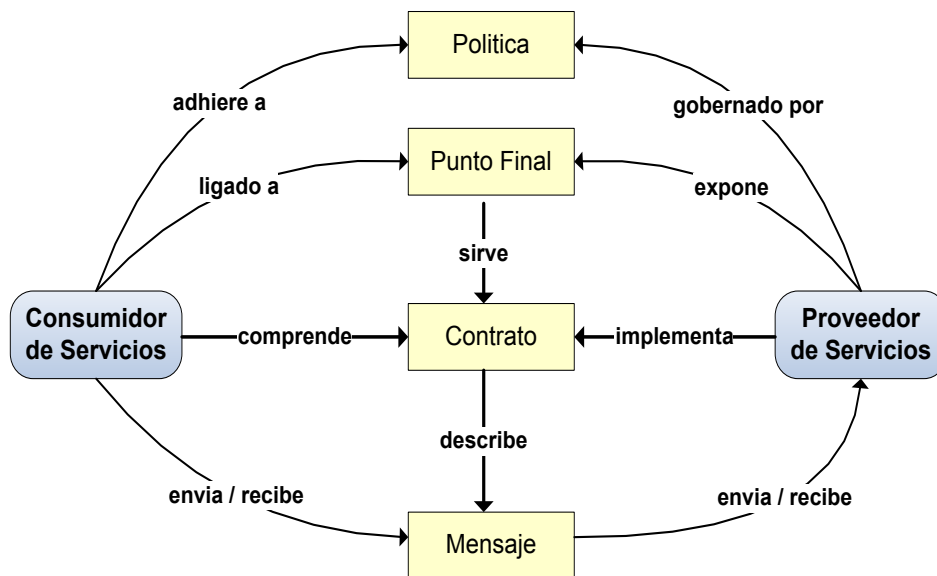 Politica
adhiere a
gobernado por
Punto Final
ligado a
expone
sirve
Consumidor
de Servicios
comprende
Contrato
implementa
Proveedor
de Servicios
describe
envia / recibe
envia / recibe
Mensaje